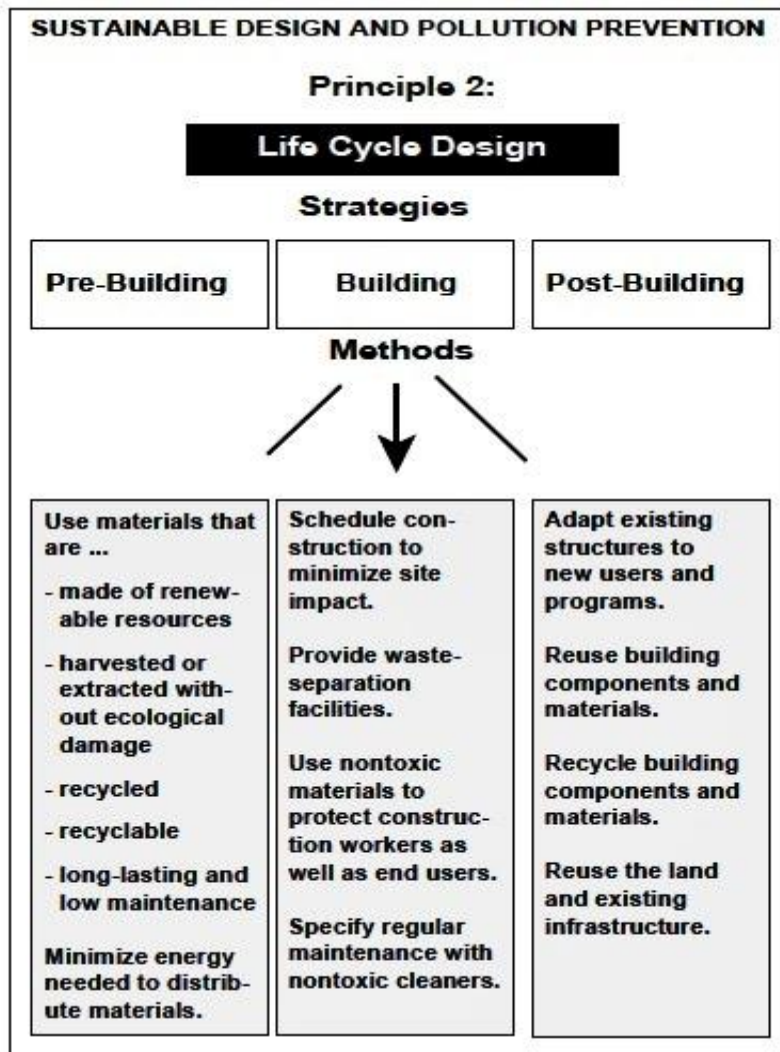 SUSTAINABLE DESIGN AND POLLUTION PREVENTION
Principle 2:
Life Cycle Design
Strategies
Pre-Building
Building
Post-Building
Methods
Use materials that
are ...
- made of renew-
able resources
- harvested or
extracted with-
out ecological
damage
- recycled
- recyclable
- long-lasting and
low maintenance
Minimize energy
needed to distrib-
ute materials.
Schedule con-
struction to
minimize site
impact.
Provide waste-
separation
facilities.
Use nontoxic
materials to
protect construc-
tion workers as
well as end users.
Specify regular
maintenance with
nontoxic cleaners.
Adapt existing
structures to
new users and
programs.
Reuse building
components and
materials.
Recycle building
components and
materials.
Reuse the land
and existing
infrastructure.